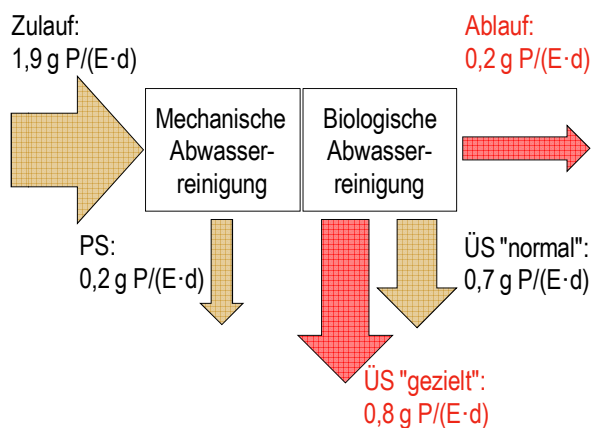 Zulauf:
1,9 g P/(E·d)
Ablauf:
0,2 g P/(E·d)
Mechanische
Abwasser-
reinigung
Biologische
Abwasser-
reinigung
PS:
0,2 g P/(E·d)
ÜS "normal":
0,7 g P/(E·d)
ÜS "gezielt":
0,8 g P/(E·d)